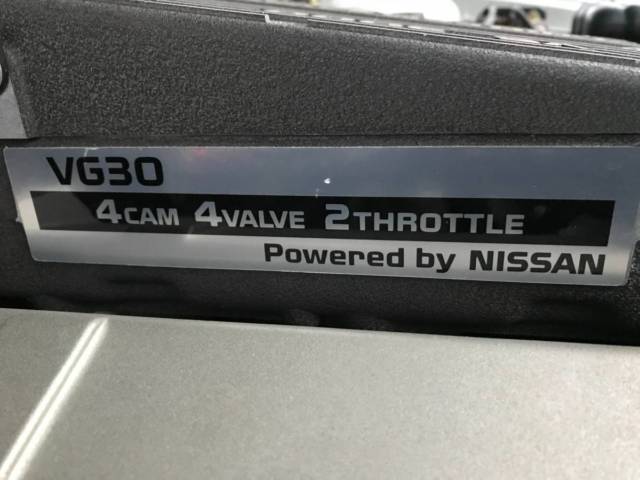 VG30
4CAM 4VALVE 2THROTTLE
Powered by NISSAN